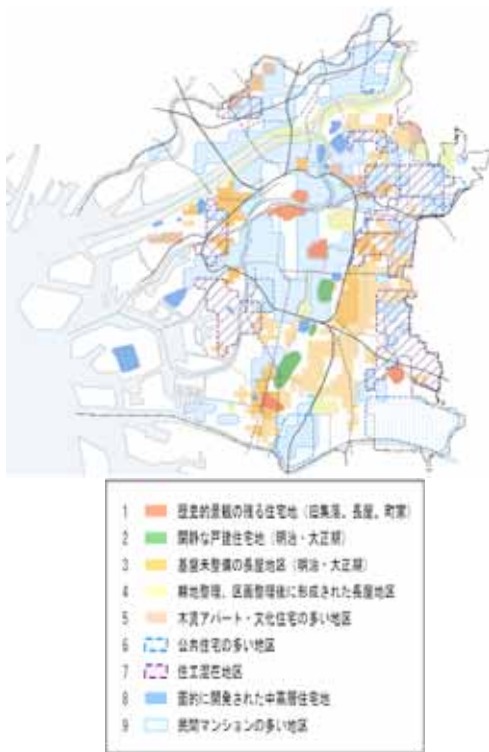 1 歴史的景観の残る住宅地（旧集落、長屋、町家）
2 閑静な戸建住宅地（明治・大正期）
3 基盤未整備の長屋地区（明治・大正期）
4 耕地整理、区画整理後に形成された長屋地区
5 木賃アパート・文化住宅の多い地区
6 公共住宅の多い地区
7 住工混在地区
8 面的に開発された中高層住宅地
9 民間マンションの多い地区